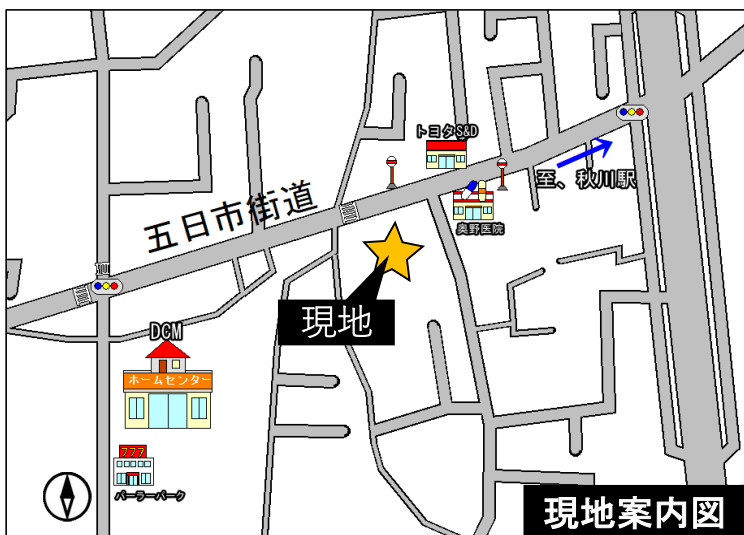 トヨタS&D
至、秋川駅
五日市街道
奥野医院
現地
DCM
ホームセンター
777
パーラーパーク
現地案内図